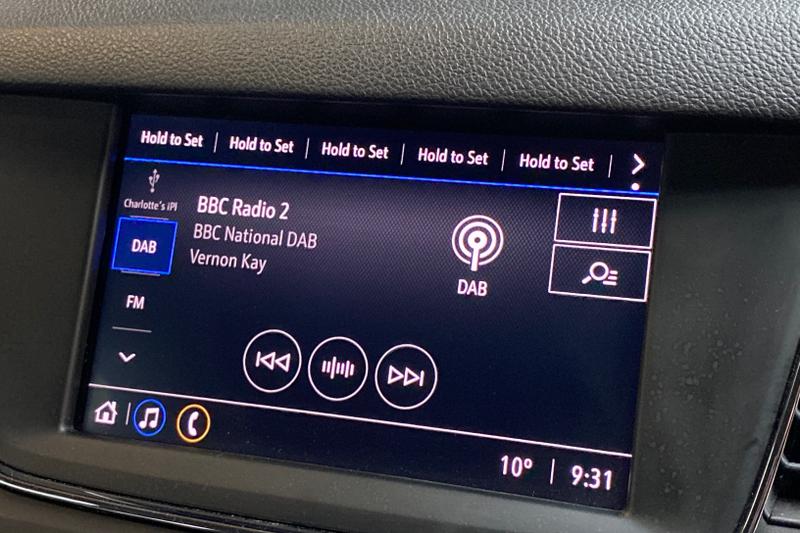 Hold to Set | Hold to Set | Hold to Set | Hold to Set | Hold to Set |
Charlotte's iPl
DAB
FM
BBC Radio 2
BBC National DAB
Vernon Kay
DAB
10° | 9:31